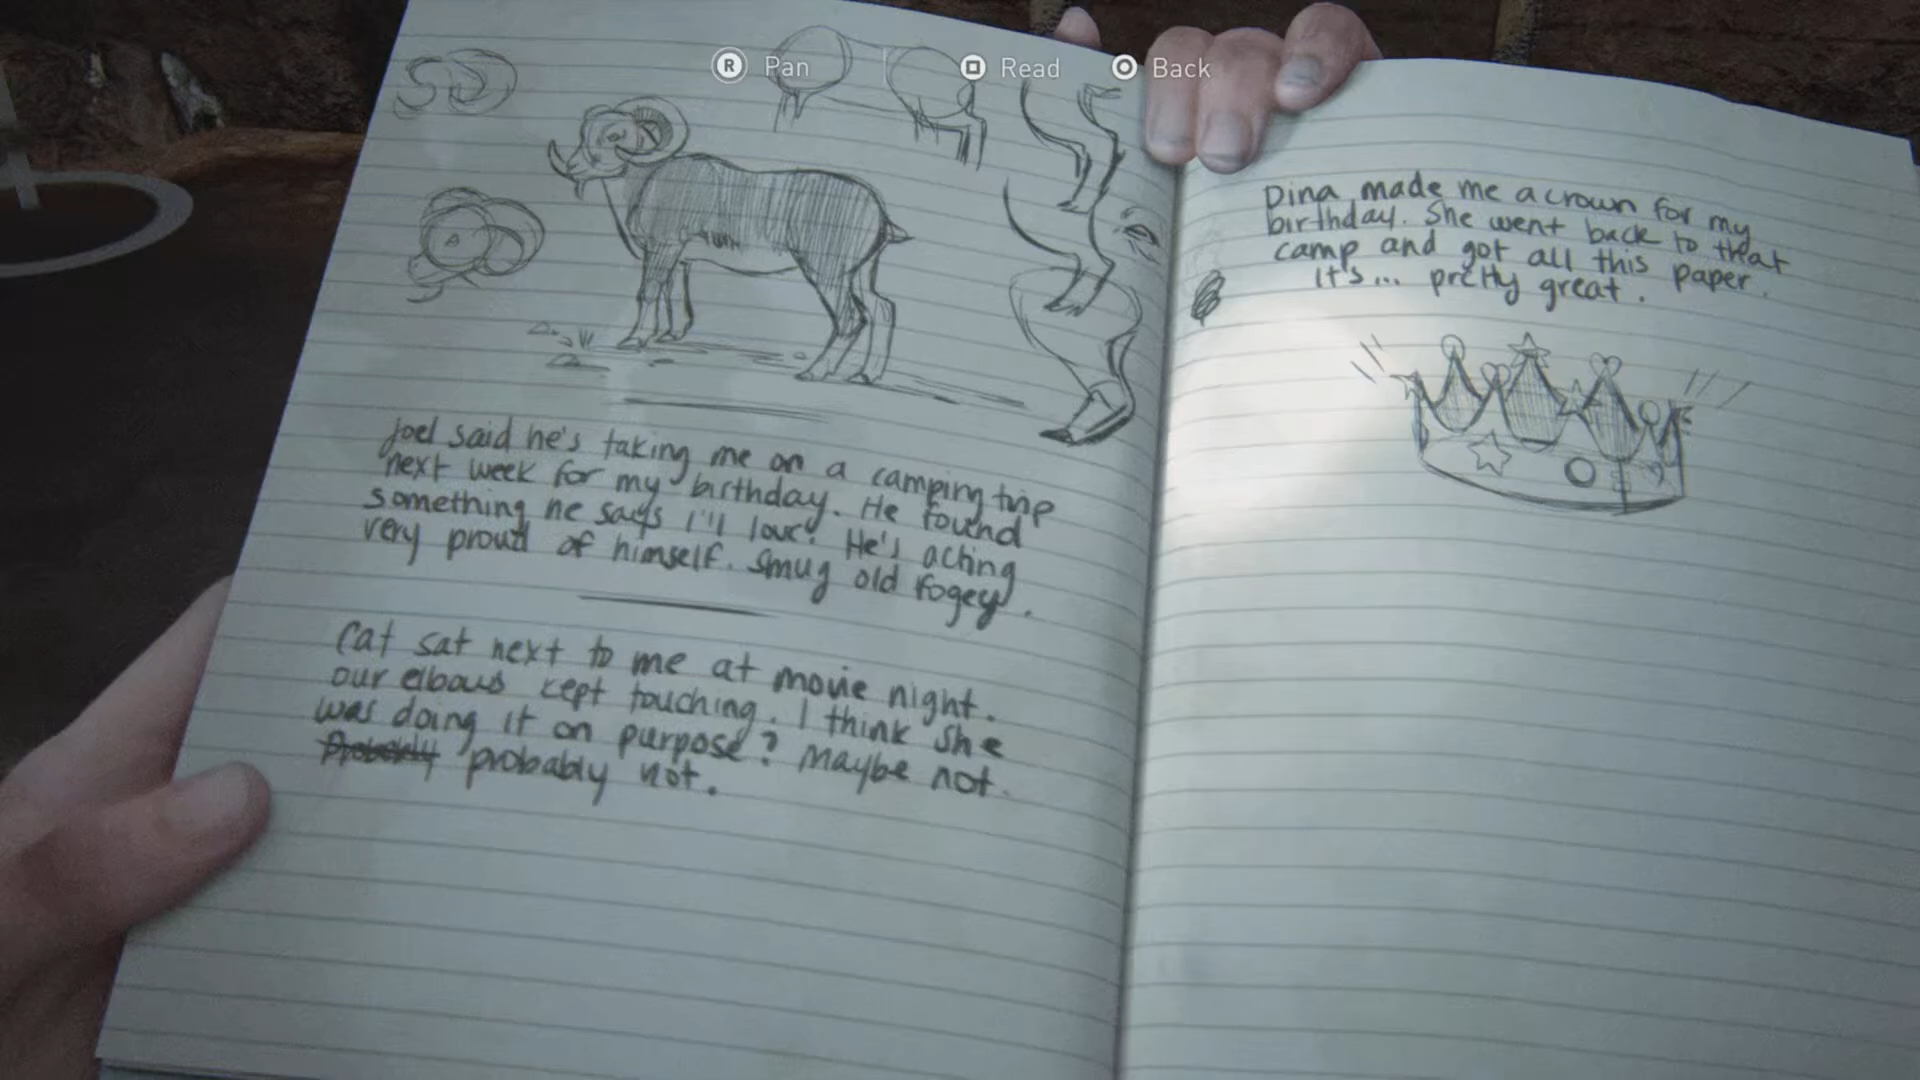 R Pan
Read
Back
Joel said he's taking me on a camping trip
next week for my birthday. He found
something he says I'll love? He's acting
very proud of himself. Smug old fogey.
Cat sat next to me at movie night.
our elbows kept touching. I think she
was doing it on purpose? Maybe not.
Probably probably not.
Dina made me a crown for my
birthday. She went back to that
camp and got all this paper.
It's... pretty great.